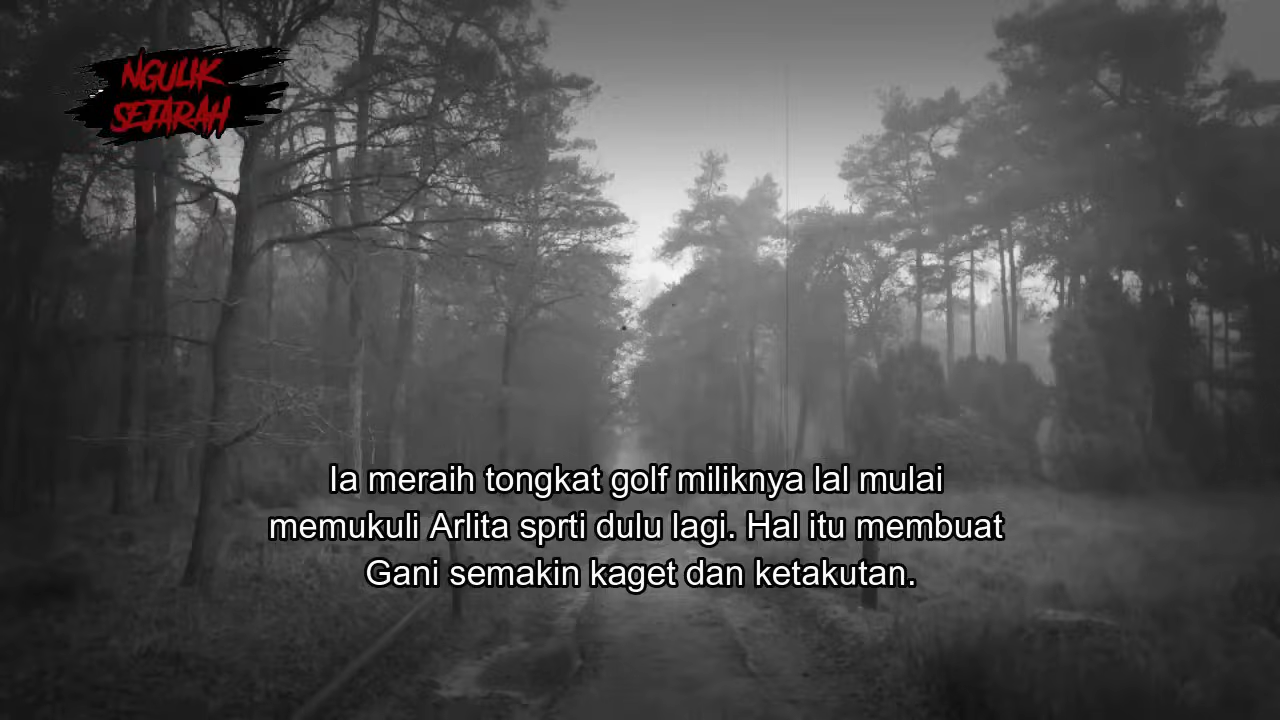 NGULIK
SEJARAH
Ia meraih tongkat golf miliknya lal mulai
memukuli Arlita sprti dulu lagi. Hal itu membuat
Gani semakin kaget dan ketakutan.